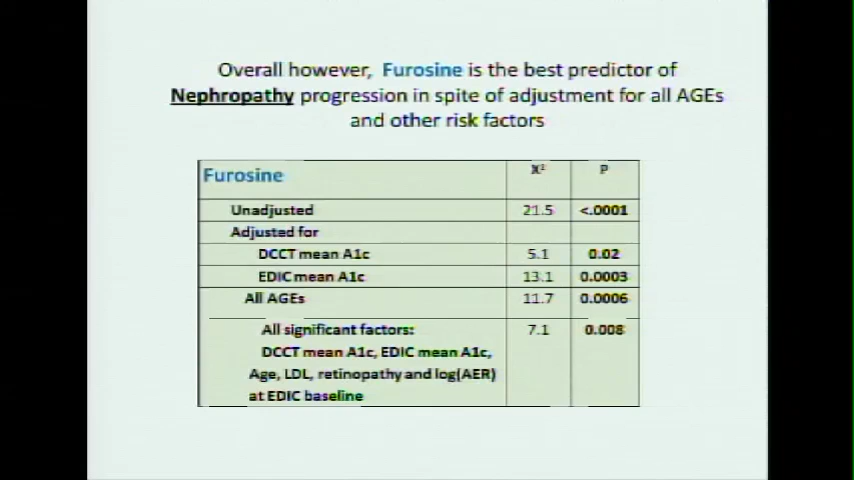 Overall however, Furosine is the best predictor of
Nephropathy progression in spite of adjustment for all AGEs
and other risk factors
Furosine X² P
Unadjusted 21.5 <.0001
Adjusted for
DCCT mean A1c 5.1 0.02
EDIC mean A1c 13.1 0.0003
All AGEs 11.7 0.0006
All significant factors: 7.1 0.008
DCCT mean A1c, EDIC mean A1c,
Age, LDL, retinopathy and log(AER)
at EDIC baseline